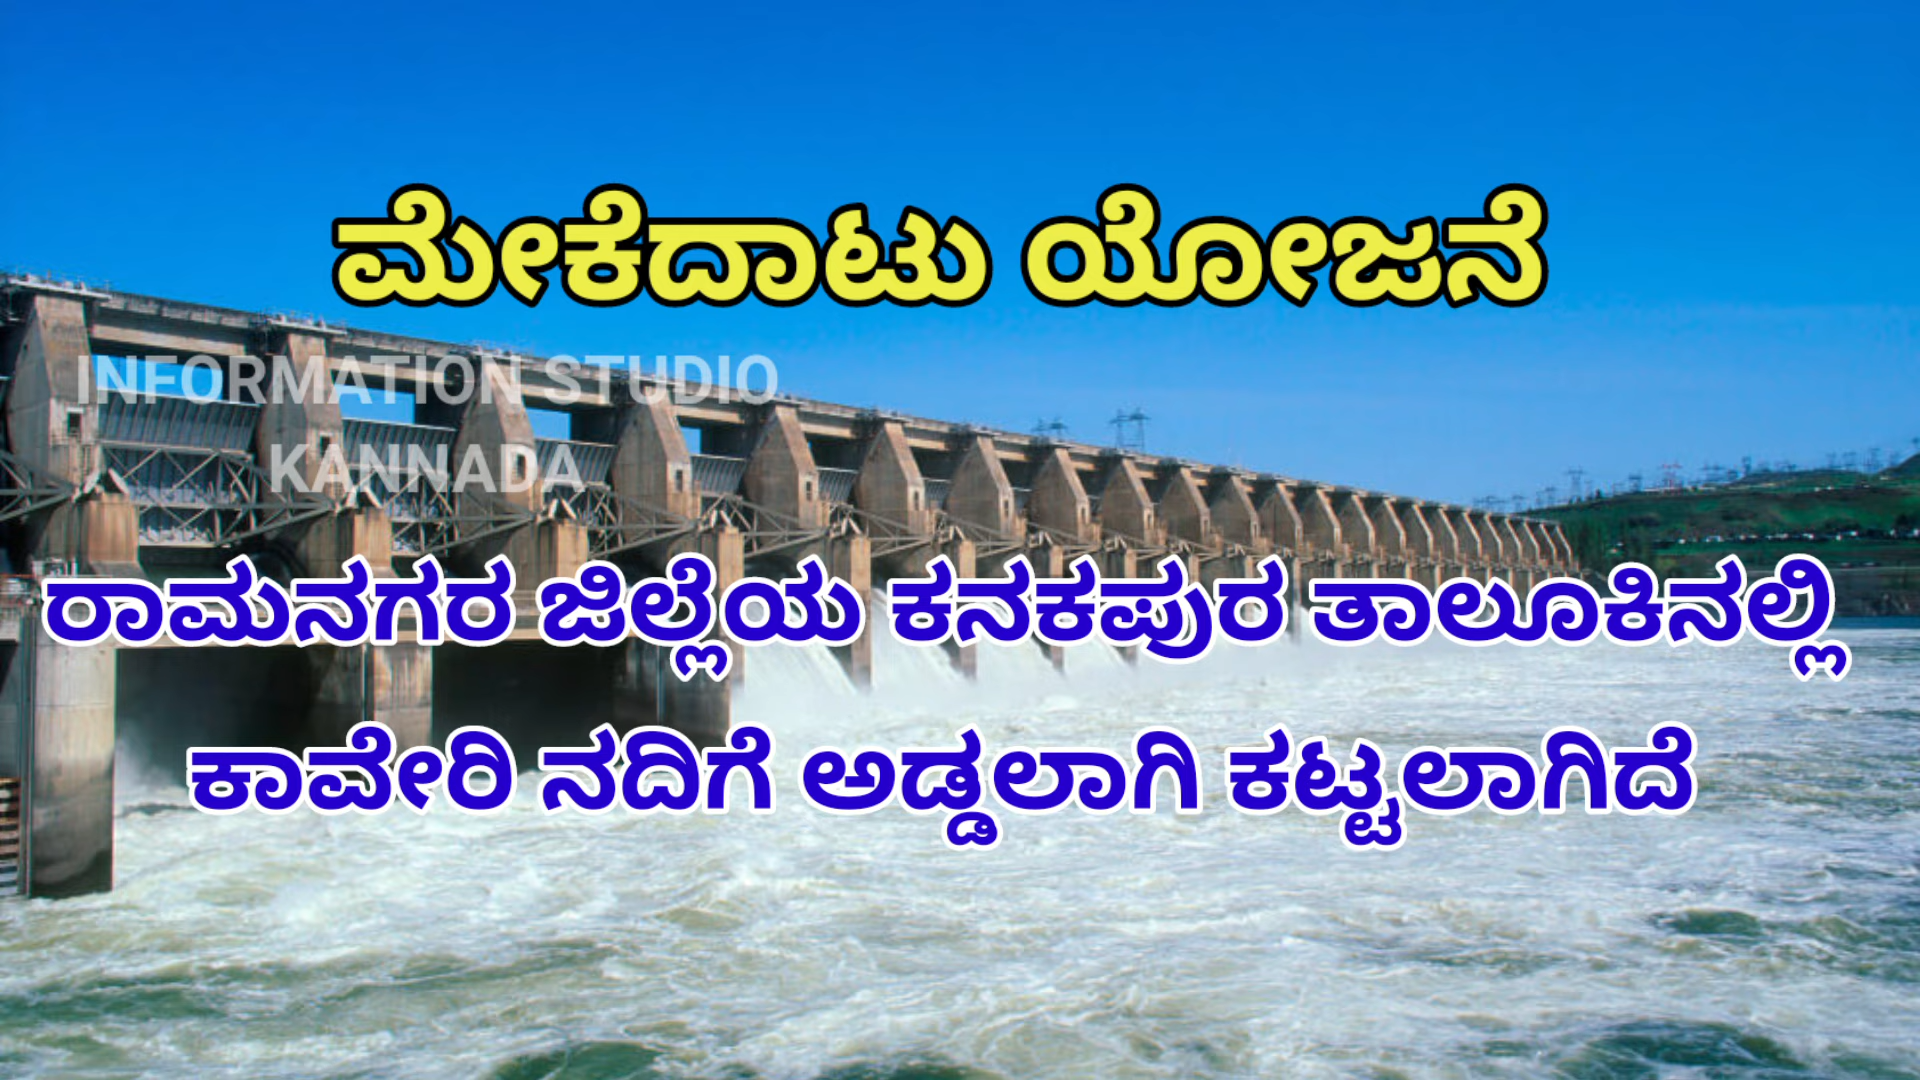 ಮೇಕೆದಾಟು ಯೋಜನೆ
INFORMATION STUDIO
KANNADA
ರಾಮನಗರ ಜಿಲ್ಲೆಯ ಕನಕಪುರ ತಾಲೂಕಿನಲ್ಲಿ
ಕಾವೇರಿ ನದಿಗೆ ಅಡ್ಡಲಾಗಿ ಕಟ್ಟಲಾಗಿದೆ